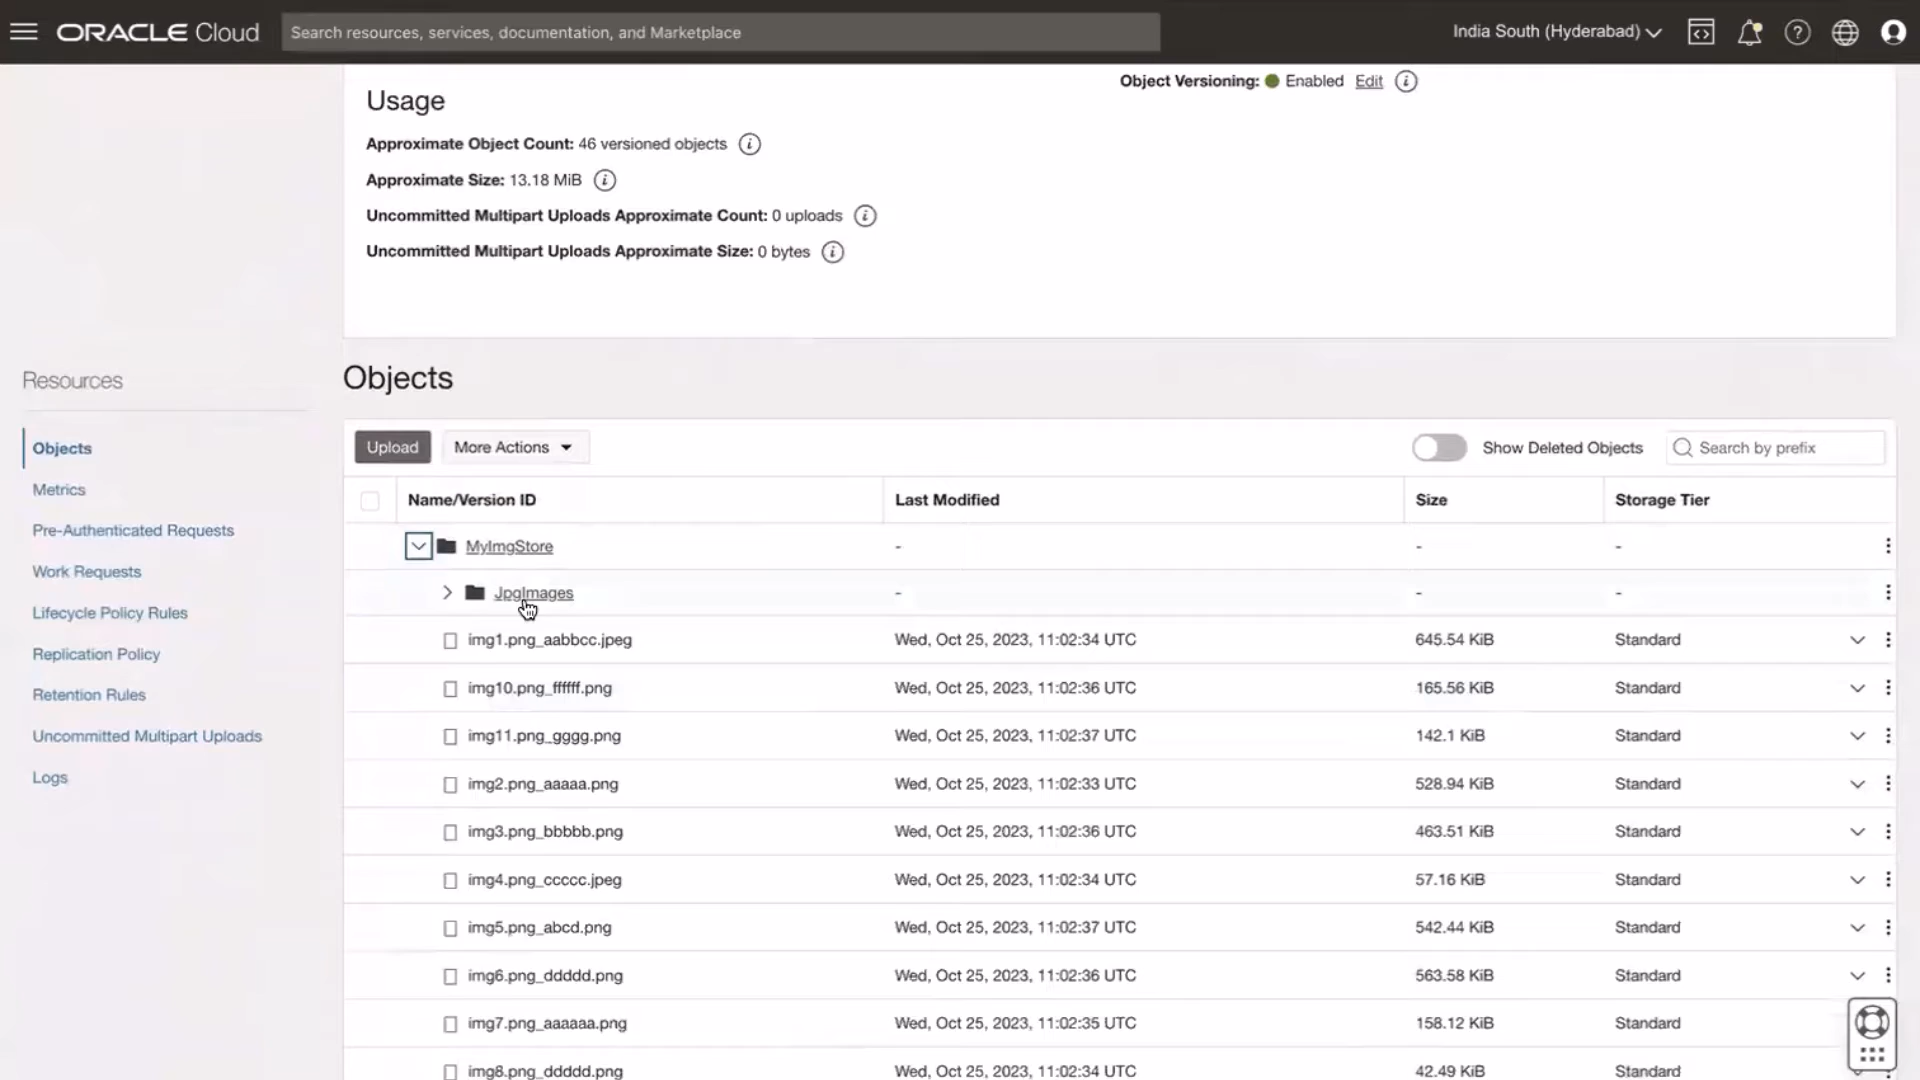 ORACLE Cloud
Search resources, services, documentation, and Marketplace
India South (Hyderabad)
Object Versioning: Enabled Edit
Usage
Approximate Object Count: 46 versioned objects
Approximate Size: 13.18 MiB
Uncommitted Multipart Uploads Approximate Count: 0 uploads
Uncommitted Multipart Uploads Approximate Size: 0 bytes
Resources
Objects
Metrics
Pre-Authenticated Requests
Work Requests
Lifecycle Policy Rules
Replication Policy
Retention Rules
Uncommitted Multipart Uploads
Logs
Objects
Upload More Actions Show Deleted Objects Search by prefix
Name/Version ID Last Modified Size Storage Tier
MyImgStore - - -
JpgImages - - -
img1.png_aabbcc.jpeg Wed, Oct 25, 2023, 11:02:34 UTC 645.54 KiB Standard
img10.png_ffffff.png Wed, Oct 25, 2023, 11:02:36 UTC 165.56 KiB Standard
img11.png_gggg.png Wed, Oct 25, 2023, 11:02:37 UTC 142.1 KiB Standard
img2.png_aaaaa.png Wed, Oct 25, 2023, 11:02:33 UTC 528.94 KiB Standard
img3.png_bbbbb.png Wed, Oct 25, 2023, 11:02:36 UTC 463.51 KiB Standard
img4.png_ccccc.jpeg Wed, Oct 25, 2023, 11:02:34 UTC 57.16 KiB Standard
img5.png_abcd.png Wed, Oct 25, 2023, 11:02:37 UTC 542.44 KiB Standard
img6.png_ddddd.png Wed, Oct 25, 2023, 11:02:36 UTC 563.58 KiB Standard
img7.png_aaaaaa.png Wed, Oct 25, 2023, 11:02:35 UTC 158.12 KiB Standard
img8.png_ddddd.png Wed, Oct 25, 2023, 11:02:34 UTC 42.49 KiB Standard